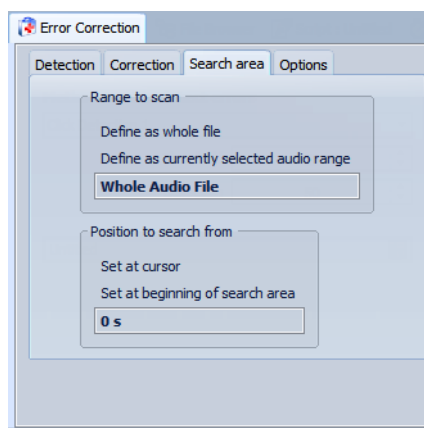 Error Correction
Detection Correction Search area Options
Range to scan
Define as whole file
Define as currently selected audio range
Whole Audio File
Position to search from
Set at cursor
Set at beginning of search area
0 s